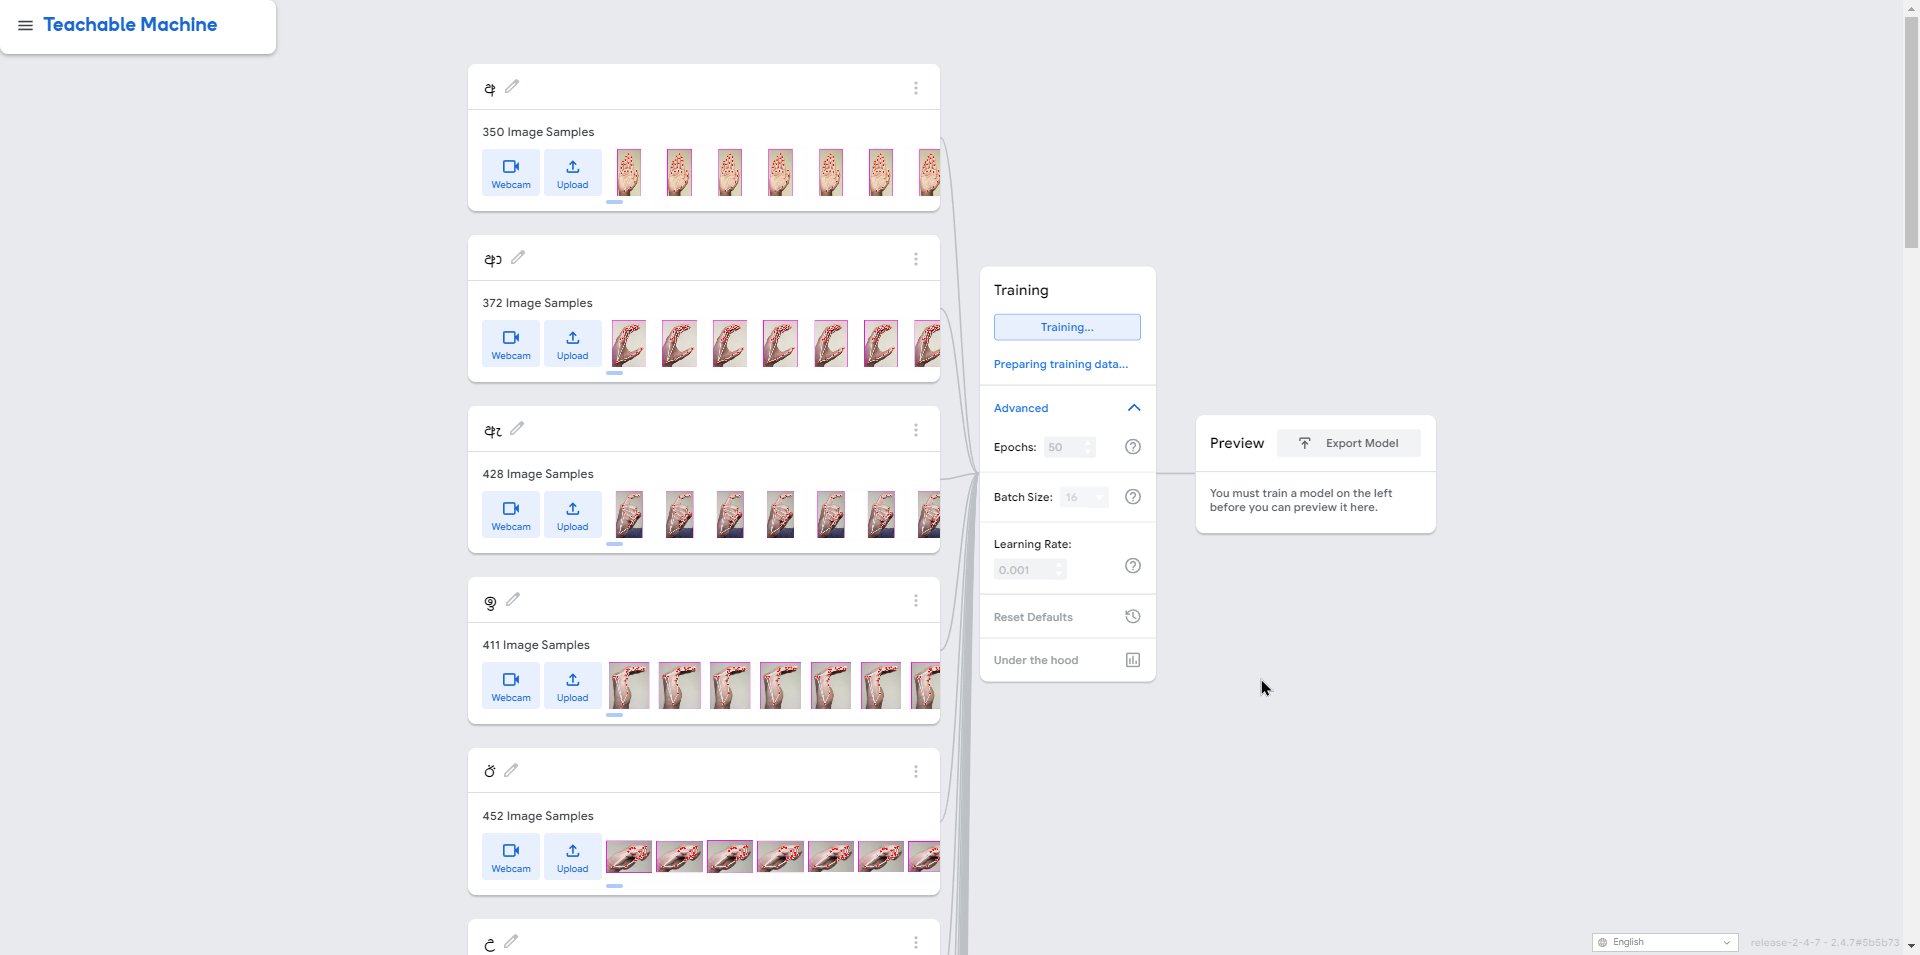 Teachable Machine
අ
350 Image Samples
Webcam
Upload
ආ
372 Image Samples
Webcam
Upload
ඇ
428 Image Samples
Webcam
Upload
ඉ
411 Image Samples
Webcam
Upload
ඊ
452 Image Samples
Webcam
Upload
උ
Training
Training...
Preparing training data...
Advanced
Epochs: 50
Batch Size: 16
Learning Rate:
0.001
Reset Defaults
Under the hood
Preview
Export Model
You must train a model on the left
before you can preview it here.
English
release-2-4-7 - 2.4.7#5b5b73